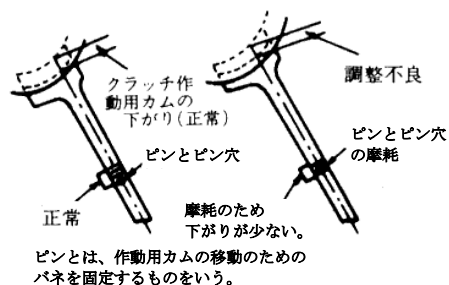 クラッチ作
動用カムの
下がり(正常)
調整不良
ピンとピン穴
ピンとピン穴
の摩耗
正常
摩耗のため
下がりが少ない。
ピンとは、作動用カムの移動のための
バネを固定するものをいう。